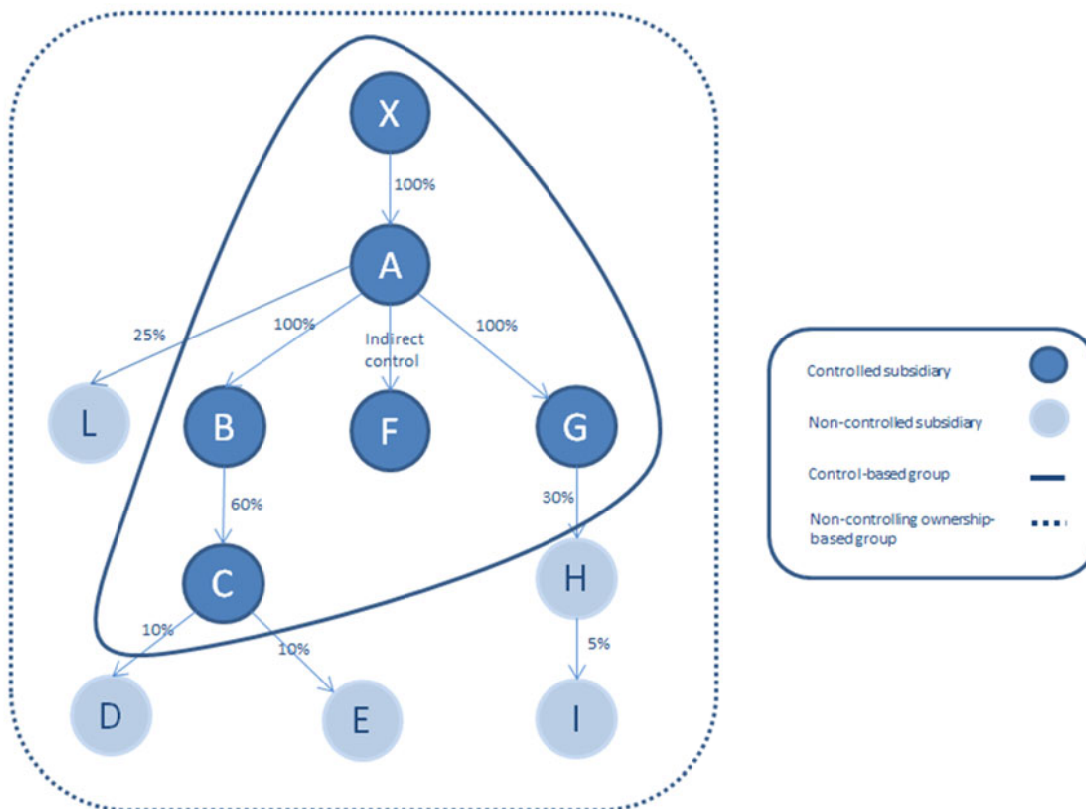 X
100%
A
25%
100%
Indirect
control
100%
L
B
F
G
60%
30%
C
H
10%
10%
5%
D
E
I
Controlled subsidiary
Non-controlled subsidiary
Control-based group
Non-controlling ownership-
based group